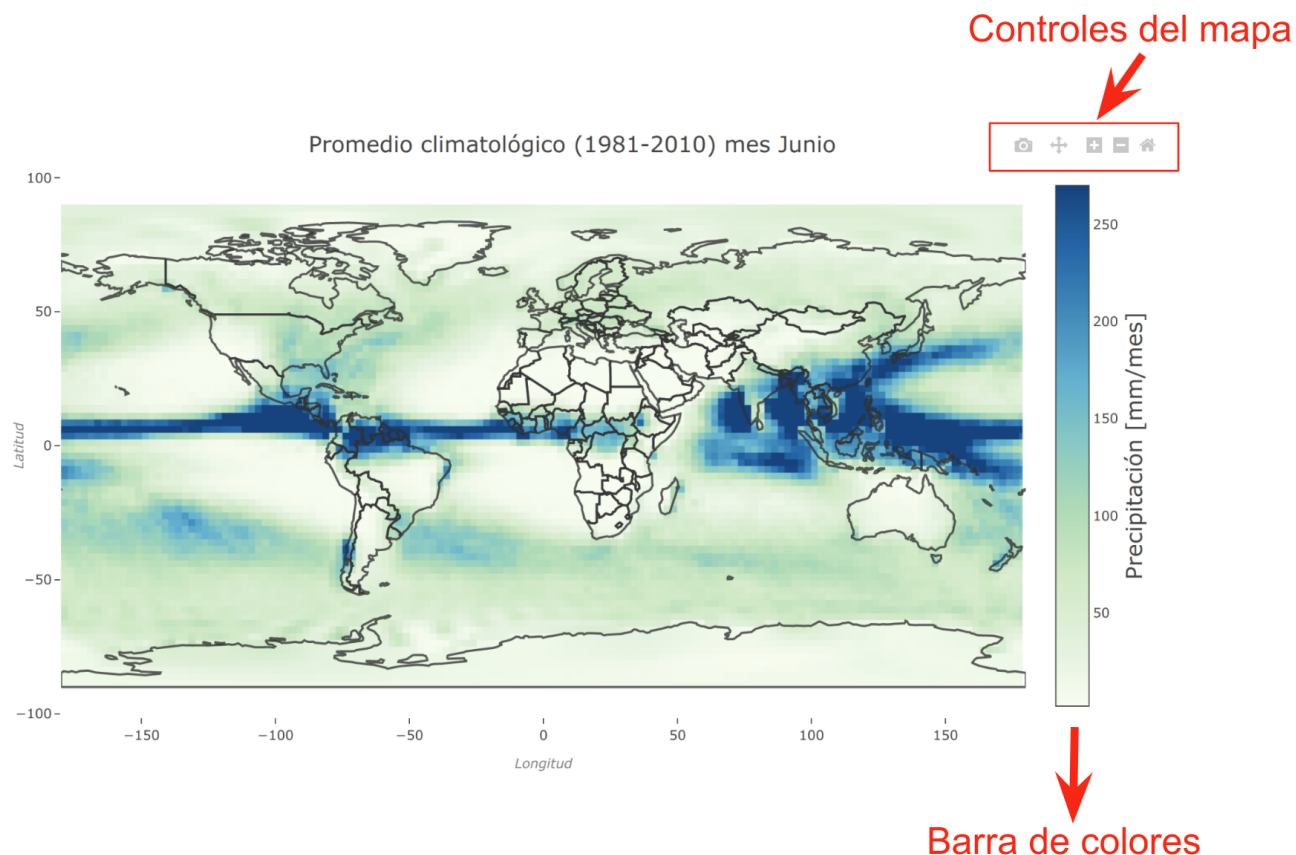 Controles del mapa
Promedio climatológico (1981-2010) mes Junio
100
50
0
−50
−100
Latitud
−150
−100
−50
0
50
100
150
Longitud
250
200
150
100
50
Precipitación [mm/mes]
Barra de colores